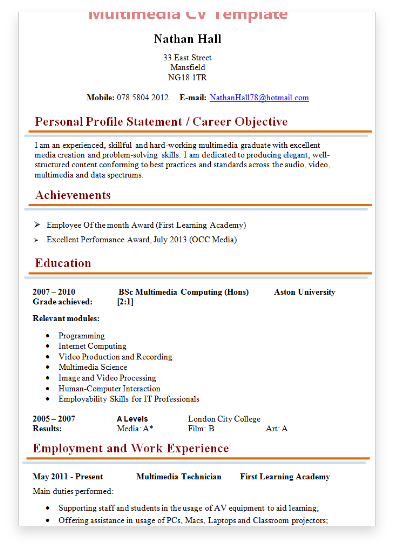 Multimedia CV Template
Nathan Hall
33 East Street
Mansfield
NG18 1TR
Mobile: 078 5804 2012 E-mail: NathanHall78@hotmail.com
Personal Profile Statement / Career Objective
I am an experienced, skillful and hard-working multimedia graduate with excellent
media creation and problem-solving skills. I am dedicated to producing elegant, well-
structured content conforming to best practices and standards across the audio, video,
multimedia and data spectrums.
Achievements
➢ Employee Of the month Award (First Learning Academy)
➢ Excellent Performance Award, July 2013 (OCC Media)
Education
2007 – 2010 BSc Multimedia Computing (Hons) Aston University
Grade achieved: [2:1]
Relevant modules:
• Programming
• Internet Computing
• Video Production and Recording
• Multimedia Science
• Image and Video Processing
• Human-Computer Interaction
• Employability Skills for IT Professionals
2005 – 2007 A Levels London City College
Results: Media: A* Film: B Art: A
Employment and Work Experience
May 2011 - Present Multimedia Technician First Learning Academy
Main duties performed:
• Supporting staff and students in the usage of AV equipment to aid learning;
• Offering assistance in usage of PCs, Macs, Laptops and Classroom projectors;